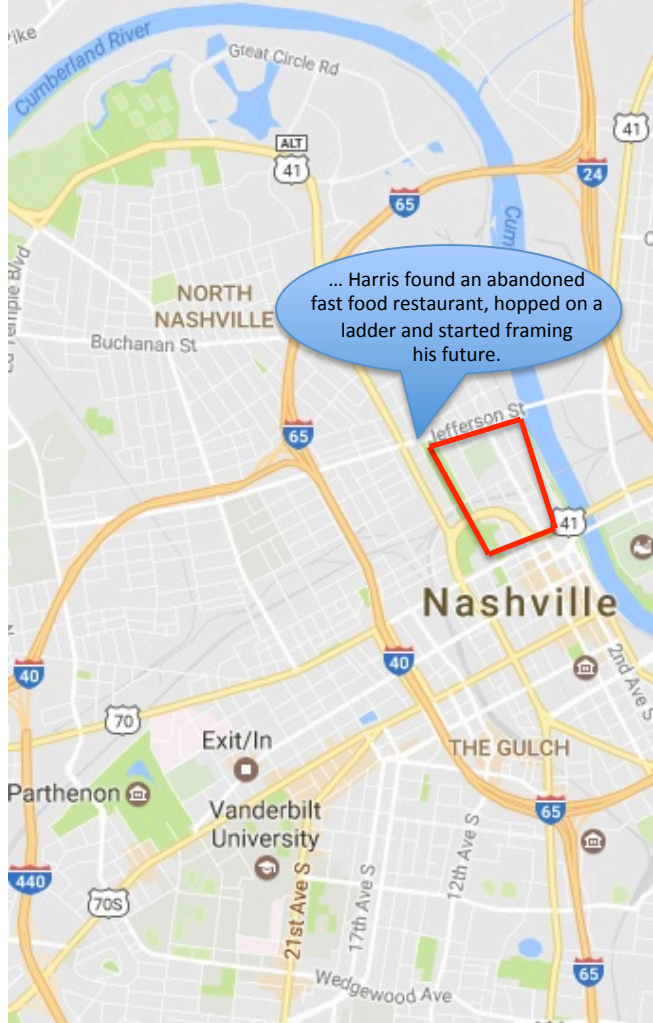 Pike
Cumberland River
Great Circle Rd
ALT
41
41
24
65
Cum
NORTH
NASHVILLE
Buchanan St
… Harris found an abandoned
fast food restaurant, hopped on a
ladder and started framing
his future.
Jefferson St
65
41
Nashville
40
40
2nd Ave S
70
Exit/In
THE GULCH
Parthenon
Vanderbilt
University
65
440
70S
21st Ave S
17th Ave S
12th Ave S
Wedgewood Ave
65